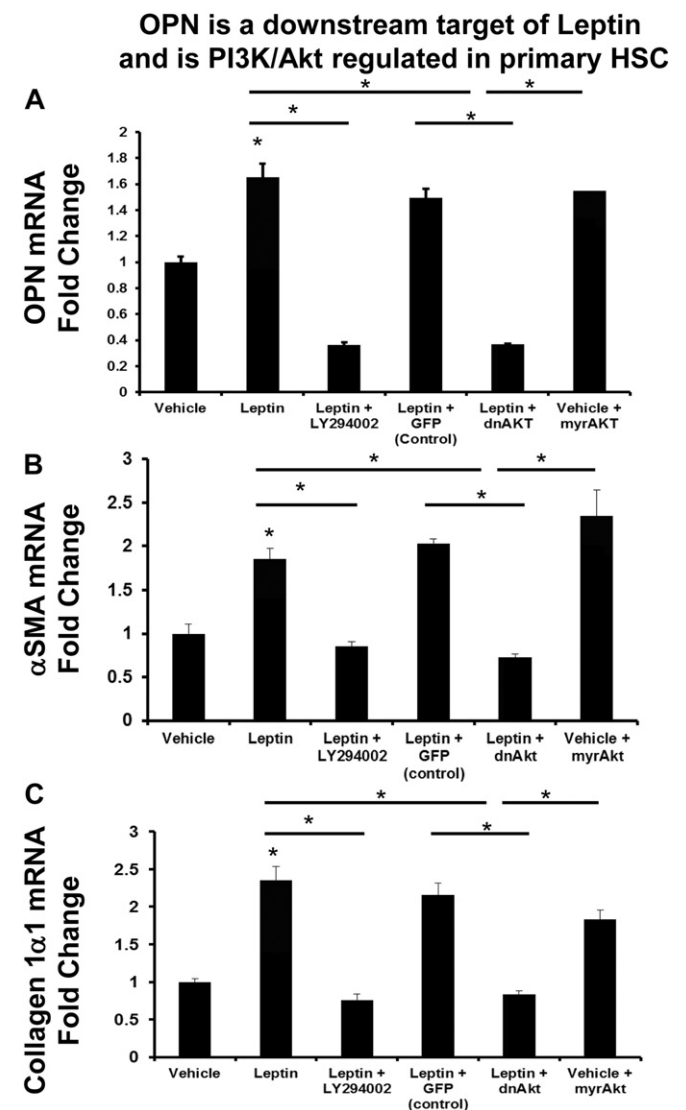 OPN is a downstream target of Leptin
and is PI3K/Akt regulated in primary HSC
A
*
*
*
*
*
OPN mRNA
Fold Change
2
1.8
1.6
1.4
1.2
1
0.8
0.6
0.4
0.2
0
Vehicle
Leptin
Leptin +
LY294002
Leptin +
GFP
(Control)
Leptin +
dnAKT
Vehicle +
myrAKT
B
*
*
*
*
*
αSMA mRNA
Fold Change
3
2.5
2
1.5
1
0.5
0
Vehicle
Leptin
Leptin +
LY294002
Leptin +
GFP
(control)
Leptin +
dnAkt
Vehicle +
myrAkt
C
*
*
*
*
*
Collagen 1α1 mRNA
Fold Change
3
2.5
2
1.5
1
0.5
0
Vehicle
Leptin
Leptin +
LY294002
Leptin +
GFP
(control)
Leptin +
dnAkt
Vehicle +
myrAkt